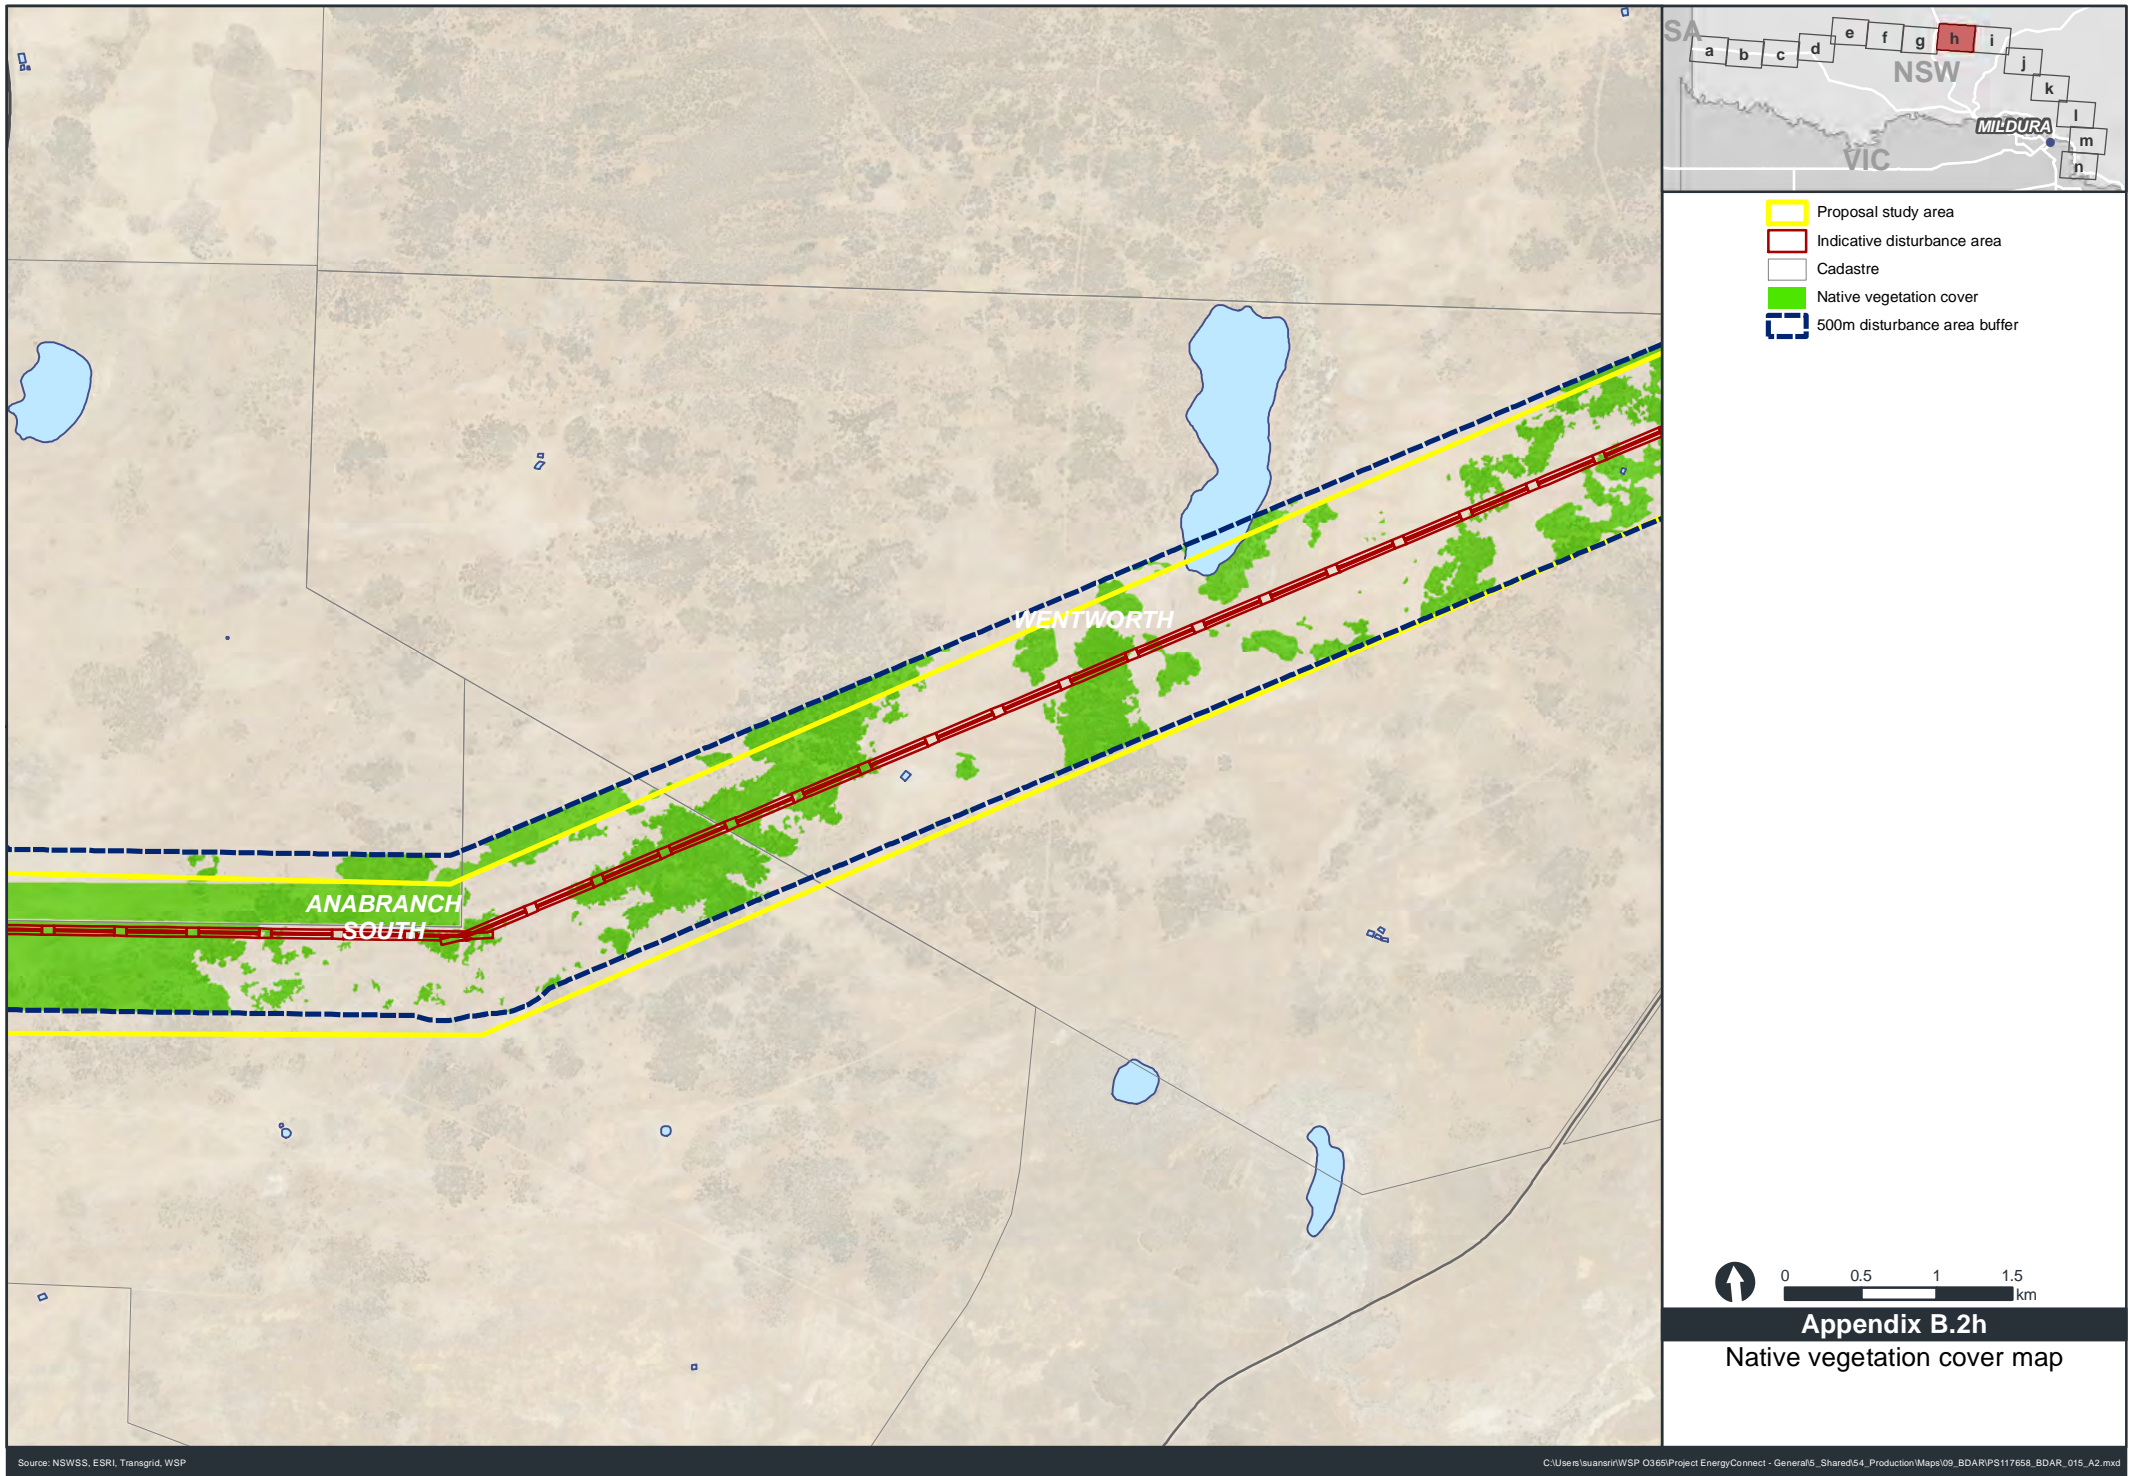 SA
a
b
c
d
e
f
g
h
i
j
k
l
m
n
NSW
MILDURA
VIC
Proposal study area
Indicative disturbance area
Cadastre
Native vegetation cover
500m disturbance area buffer
WENTWORTH
ANABRANCH
SOUTH
0 0.5 1 1.5
km
Appendix B.2h
Native vegetation cover map
Source: NSWSS, ESRI, Transgrid, WSP
C:\Users\suansrir\WSP O365\Project EnergyConnect - General\5_Shared\54_Production\Maps\09_BDAR\PS117658_BDAR_015_A2.mxd